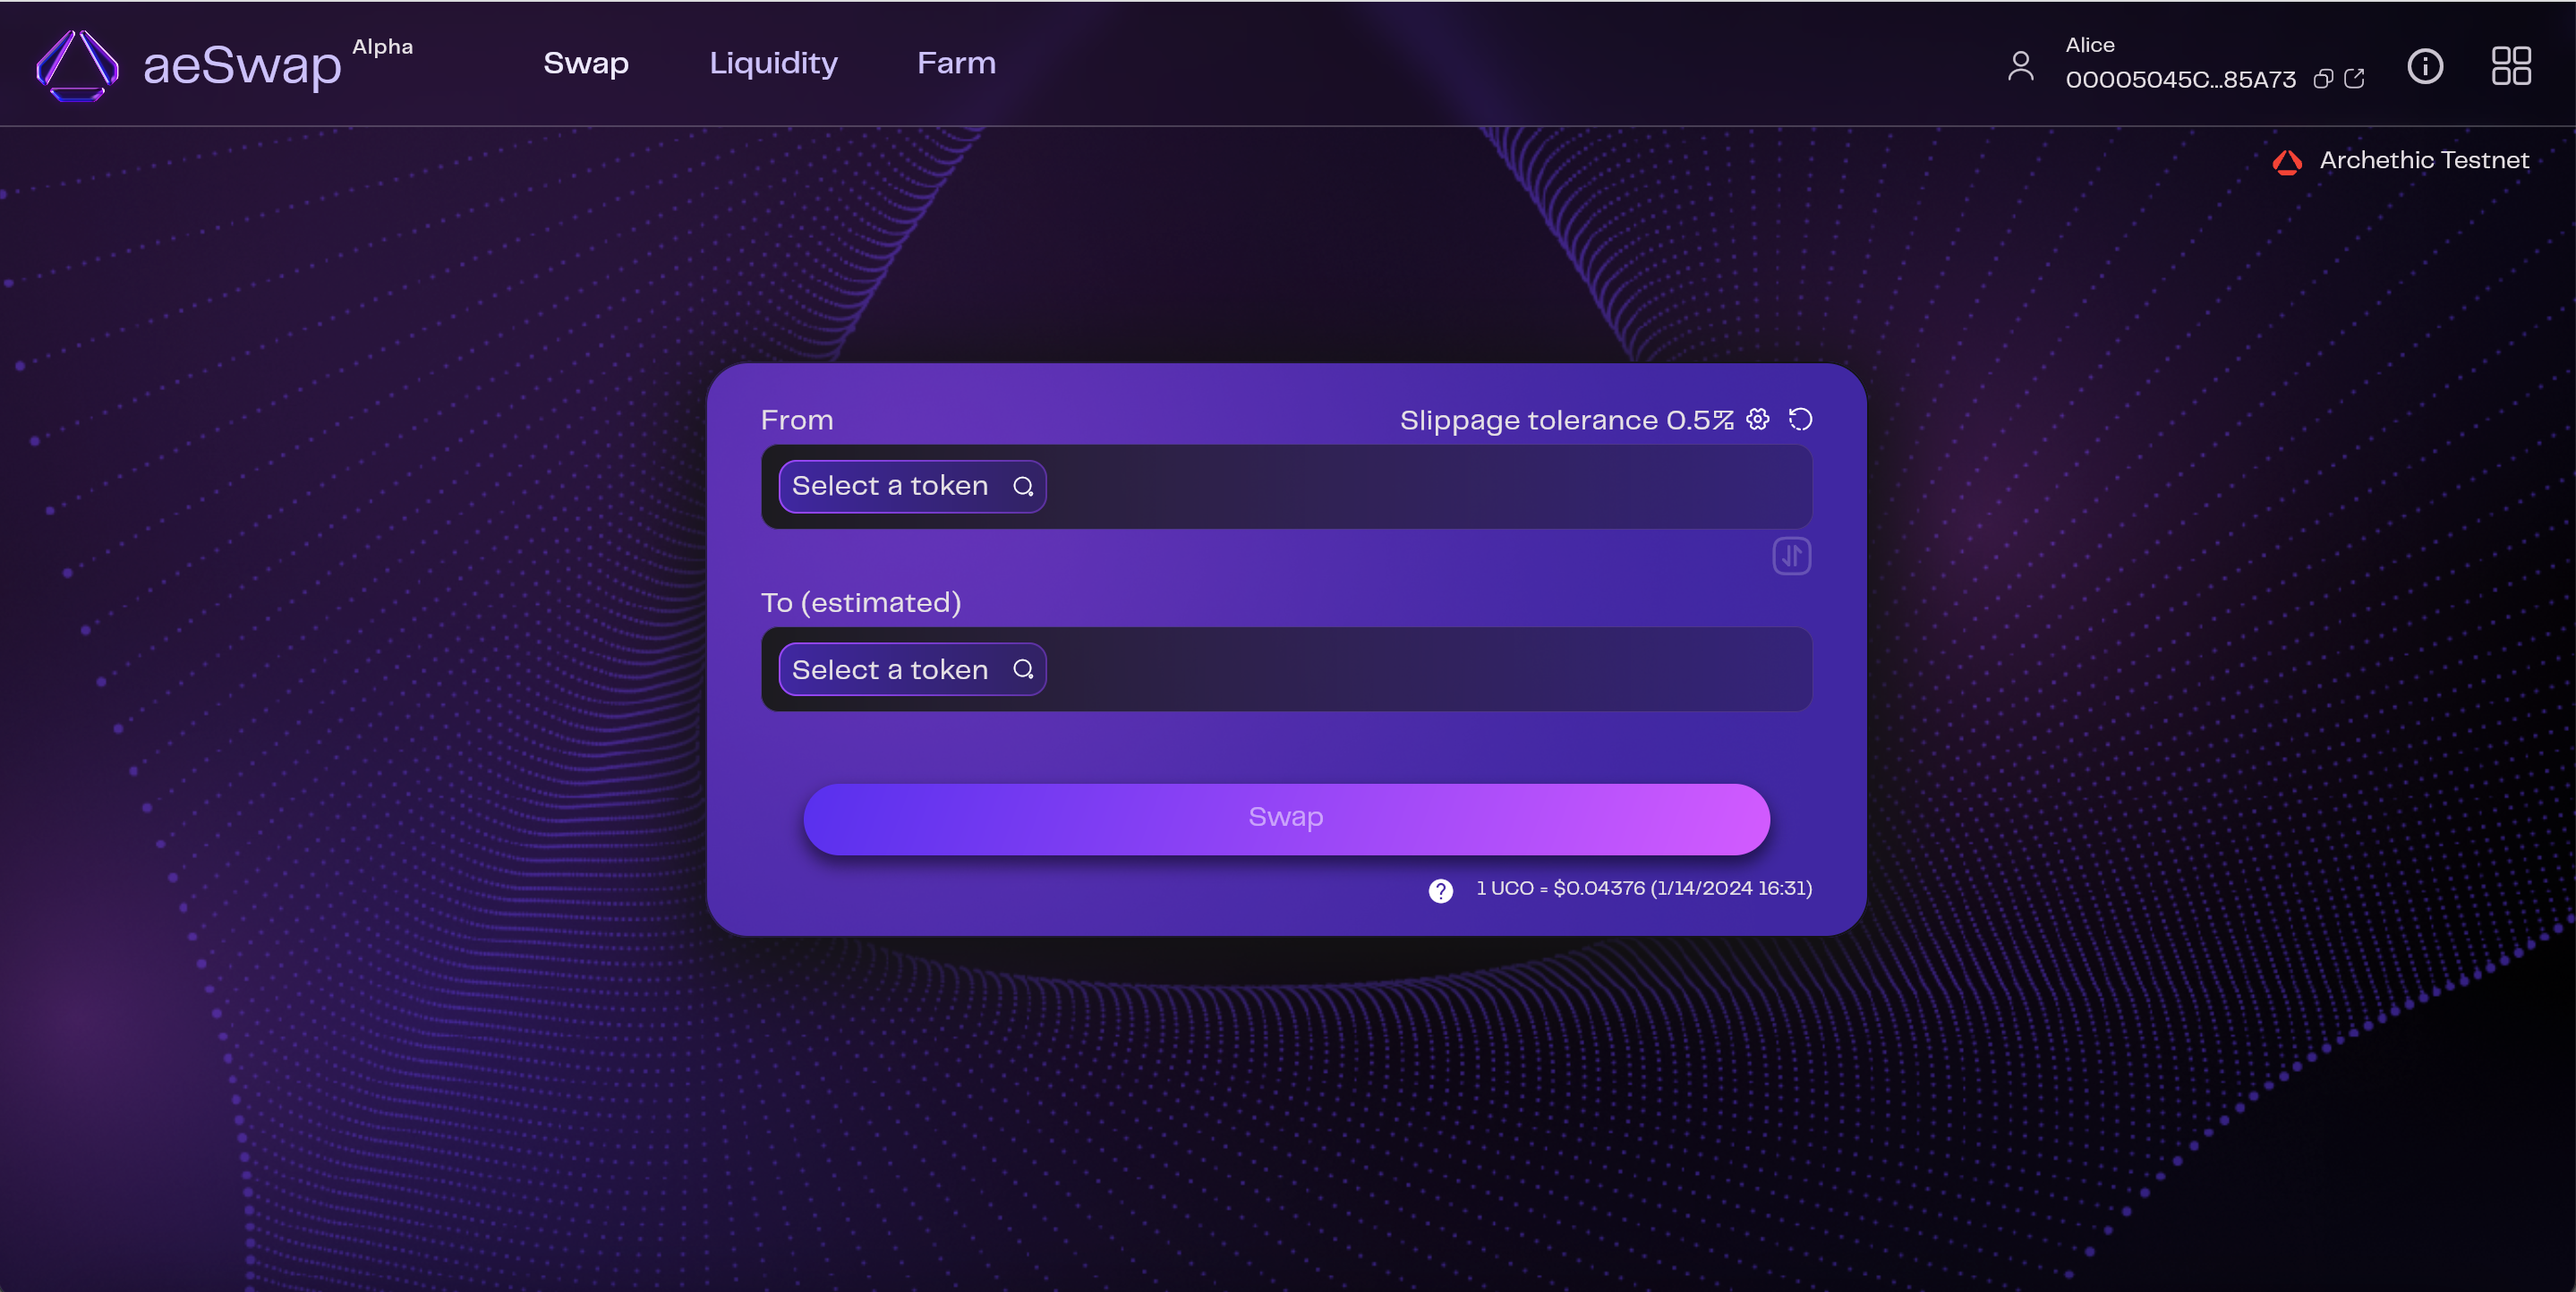 aeSwap Alpha
Swap Liquidity Farm
Alice
00005045C...85A73
Archethic Testnet
From
Slippage tolerance 0.5%
Select a token
To (estimated)
Select a token
Swap
1 UCO = $0.04376 (1/14/2024 16:31)